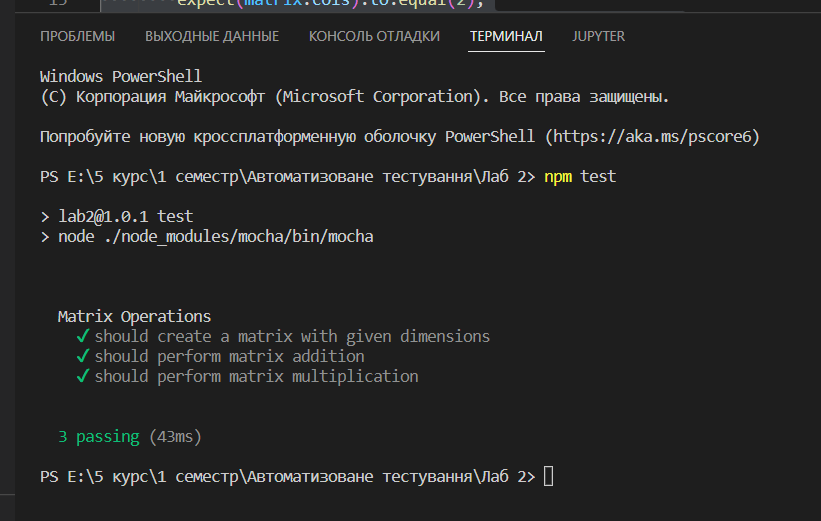 15 expect(matrix.cols).to.equal(2);
ПРОБЛЕМЫ ВЫХОДНЫЕ ДАННЫЕ КОНСОЛЬ ОТЛАДКИ ТЕРМИНАЛ JUPYTER
Windows PowerShell
(C) Корпорация Майкрософт (Microsoft Corporation). Все права защищены.
Попробуйте новую кроссплатформенную оболочку PowerShell (https://aka.ms/pscore6)
PS E:\5 курс\1 семестр\Автоматизоване тестування\Лаб 2> npm test
> lab2@1.0.1 test
> node ./node_modules/mocha/bin/mocha
Matrix Operations
✓ should create a matrix with given dimensions
✓ should perform matrix addition
✓ should perform matrix multiplication
3 passing (43ms)
PS E:\5 курс\1 семестр\Автоматизоване тестування\Лаб 2>